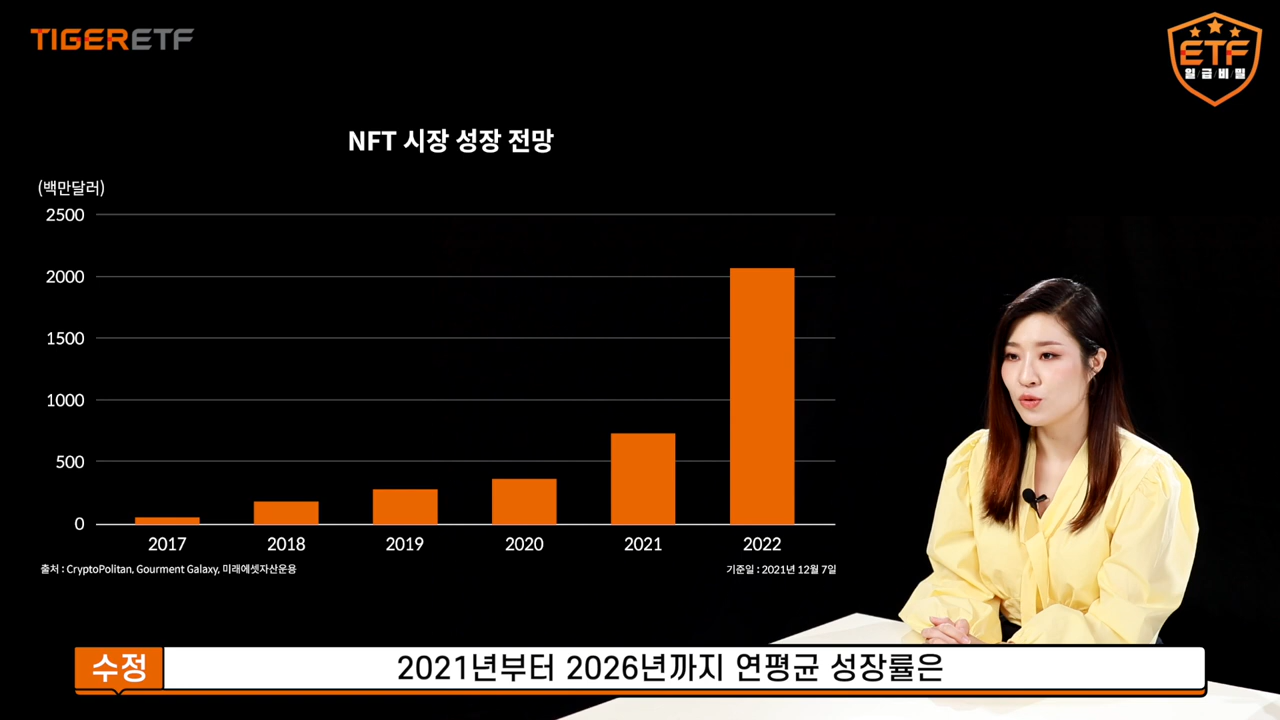 TIGERETF
ETF
일급비밀
NFT 시장 성장 전망
(백만달러)
2500
2000
1500
1000
500
0
2017 2018 2019 2020 2021 2022
출처 : CryptoPolitan, Gourment Galaxy, 미래에셋자산운용
기준일 : 2021년 12월 7일
수정
2021년부터 2026년까지 연평균 성장률은